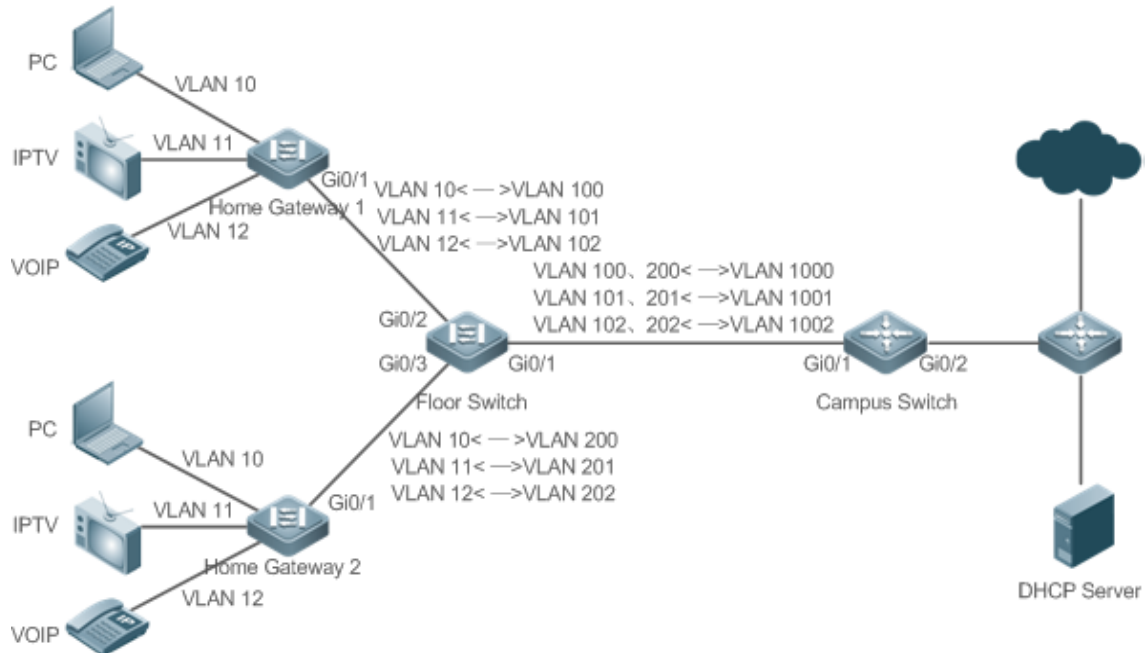 PC
VLAN 10
IPTV
VLAN 11
Gi0/1
Home Gateway 1
VLAN 12
VOIP
VLAN 10< — >VLAN 100
VLAN 11< —>VLAN 101
VLAN 12< —>VLAN 102
VLAN 100、200< —>VLAN 1000
VLAN 101、201< —>VLAN 1001
VLAN 102、202< —>VLAN 1002
Gi0/2
Gi0/3
Gi0/1
Floor Switch
Gi0/1
Gi0/2
Campus Switch
PC
VLAN 10
VLAN 10< — >VLAN 200
VLAN 11< —>VLAN 201
VLAN 12< —>VLAN 202
IPTV
VLAN 11
Gi0/1
Home Gateway 2
VLAN 12
VOIP
DHCP Server
IP
IP